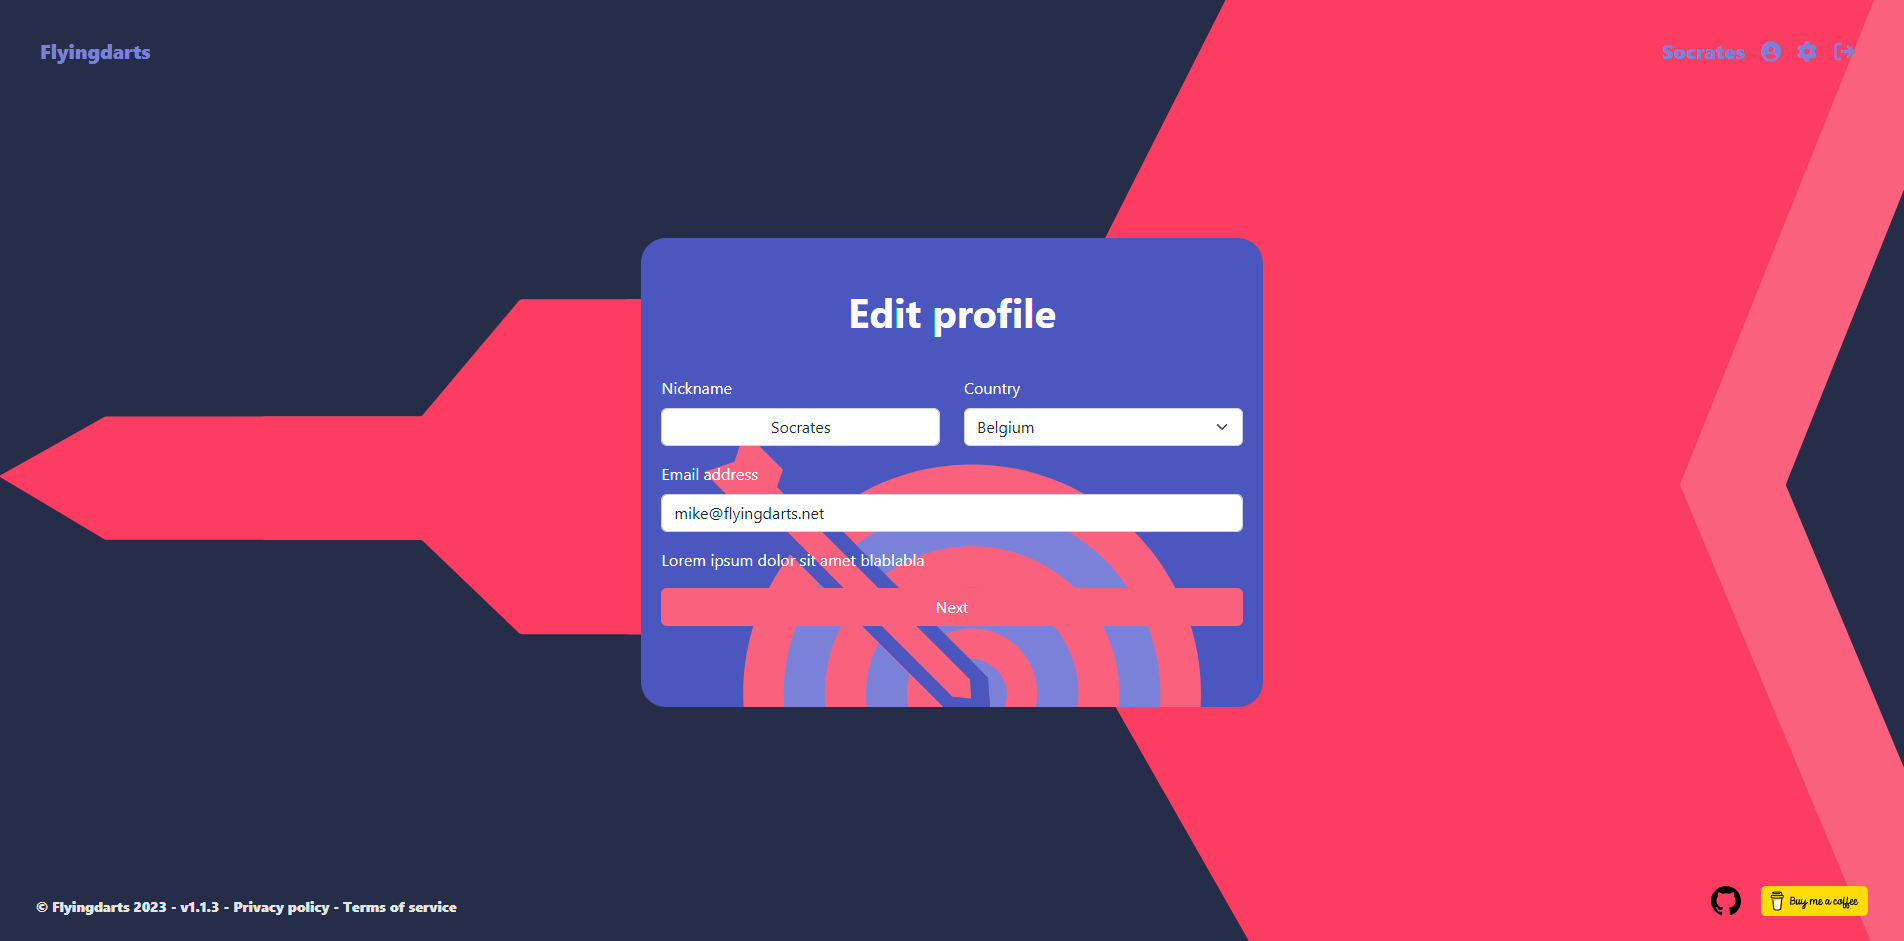 Flyingdarts
Socrates
Edit profile
Nickname
Country
Socrates
Belgium
Email address
mike@flyingdarts.net
Lorem ipsum dolor sit amet blablabla
Next
© Flyingdarts 2023 - v1.1.3 - Privacy policy - Terms of service
Buy me a coffee